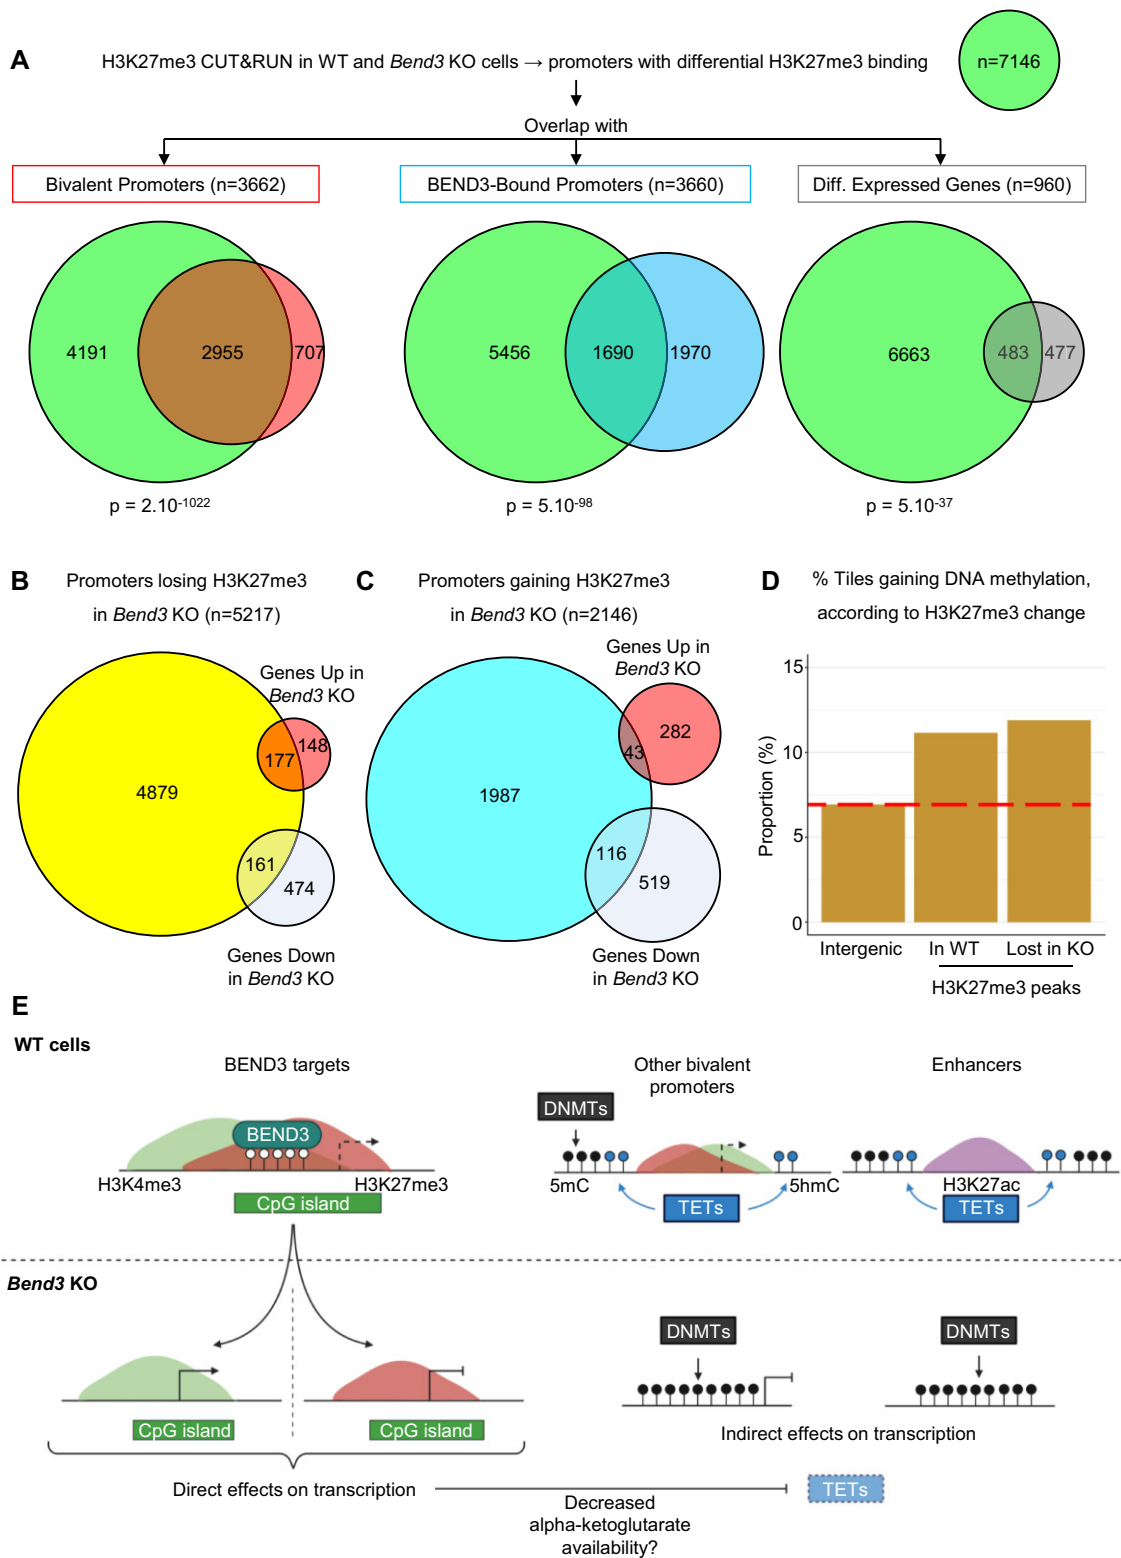 A
H3K27me3 CUT&RUN in WT and Bend3 KO cells → promoters with differential H3K27me3 binding
n=7146
Overlap with
Bivalent Promoters (n=3662)
BEND3-Bound Promoters (n=3660)
Diff. Expressed Genes (n=960)
4191
2955
707
5456
1690
1970
6663
483
477
p = 2.10-1022
p = 5.10-98
p = 5.10-37
B
Promoters losing H3K27me3
in Bend3 KO (n=5217)
Genes Up in
Bend3 KO
148
177
4879
161
474
Genes Down
in Bend3 KO
C
Promoters gaining H3K27me3
in Bend3 KO (n=2146)
Genes Up in
Bend3 KO
282
43
1987
116
519
Genes Down
in Bend3 KO
D
% Tiles gaining DNA methylation,
according to H3K27me3 change
Proportion (%)
15
10
5
0
Intergenic
In WT
Lost in KO
H3K27me3 peaks
E
WT cells
BEND3 targets
Other bivalent
promoters
Enhancers
DNMTs
BEND3
H3K4me3
H3K27me3
CpG island
5mC
5hmC
TETs
H3K27ac
TETs
Bend3 KO
DNMTs
DNMTs
CpG island
CpG island
Indirect effects on transcription
Direct effects on transcription
TETs
Decreased
alpha-ketoglutarate
availability?